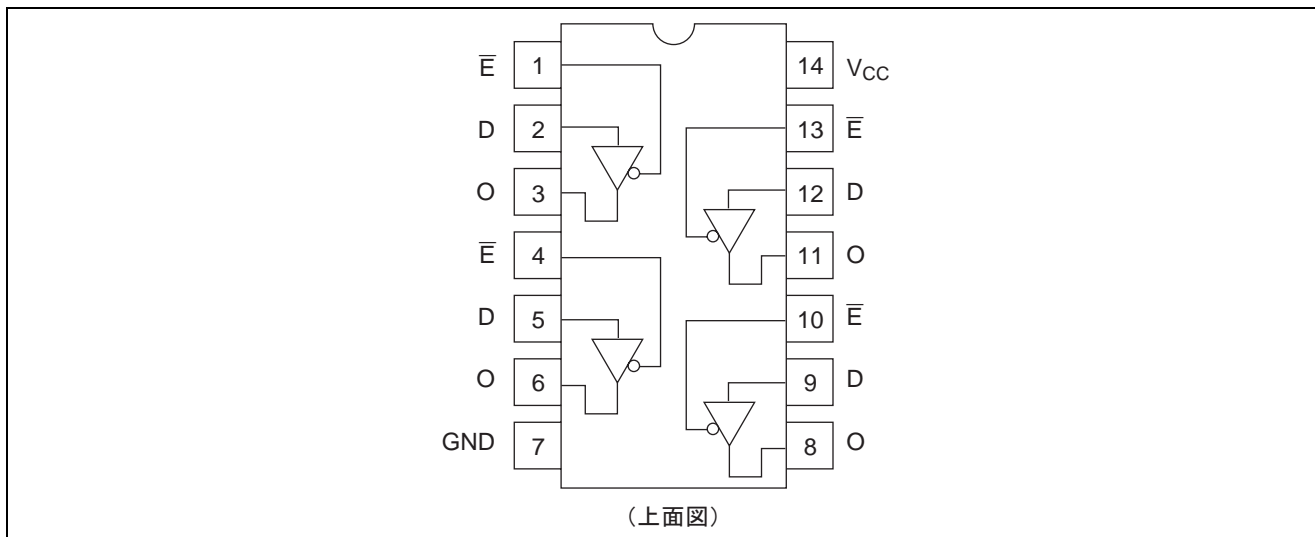 E̅ 1 14 VCC
D 2 13 E̅
O 3 12 D
E̅ 4 11 O
D 5 10 E̅
O 6 9 D
GND 7 8 O
(上面図)